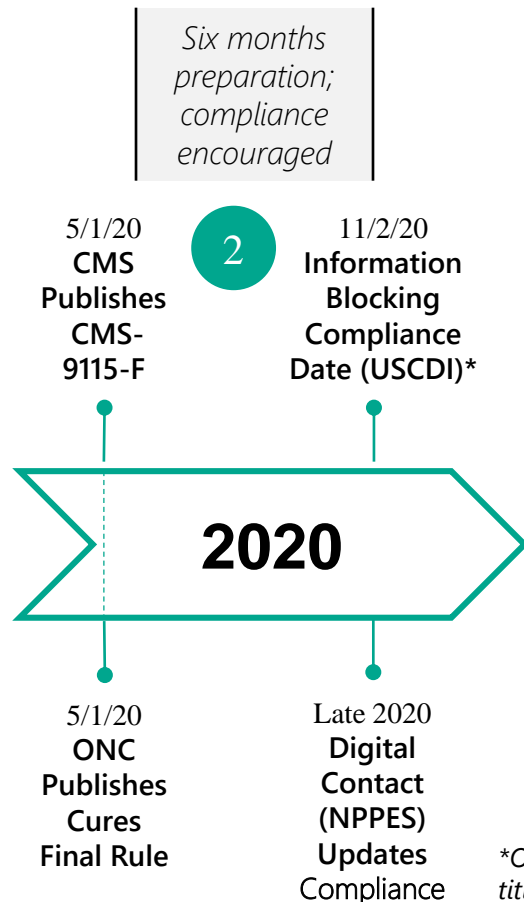 Six months
preparation;
compliance
encouraged
5/1/20
CMS
Publishes
CMS-
9115-F
2
11/2/20
Information
Blocking
Compliance
Date (USCDI)*
2020
5/1/20
ONC
Publishes
Cures
Final Rule
Late 2020
Digital
Contact
(NPPES)
Updates
Compliance